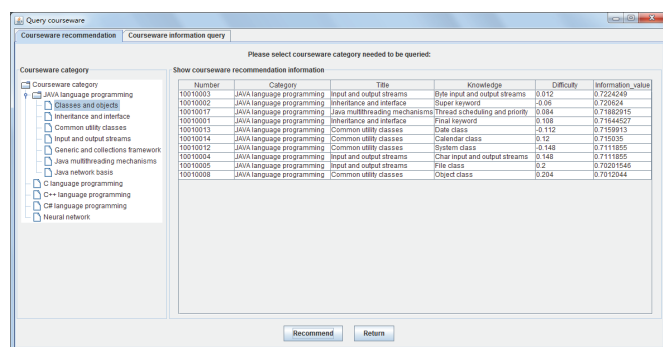 Query courseware
Courseware recommendation Courseware information query
Please select courseware category needed to be queried:
Courseware category
Courseware category
JAVA language programming
Classes and objects
Inheritance and interface
Common utility classes
Input and output streams
Generic and collections framework
Java multithreading mechanisms
Java network basis
C language programming
C++ language programming
C# language programming
Neural network
Show courseware recommendation information
Number Category Title Knowledge Difficulty Information_value
10010003 JAVA language programming Input and output streams Byte input and output streams 0.012 0.7224249
10010002 JAVA language programming Inheritance and interface Super keyword -0.06 0.720624
10010017 JAVA language programming Java multithreading mechanisms Thread scheduling and priority 0.084 0.71882915
10010001 JAVA language programming Inheritance and interface Final keyword 0.108 0.71644527
10010013 JAVA language programming Common utility classes Date class -0.112 0.7159913
10010014 JAVA language programming Common utility classes Calendar class 0.12 0.715035
10010012 JAVA language programming Common utility classes System class -0.148 0.7111855
10010004 JAVA language programming Input and output streams Char input and output streams 0.148 0.7111855
10010005 JAVA language programming Input and output streams File class 0.2 0.70201546
10010008 JAVA language programming Common utility classes Object class 0.204 0.7012044
Recommend Return